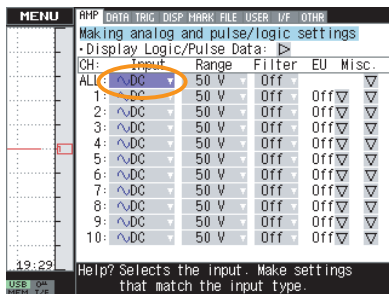 MENU
AMP DATA TRIG DISP MARK FILE USER I/F OTHR
Making analog and pulse/logic settings
・Display Logic/Pulse Data:
CH: Input Range Filter EU Misc.
ALL: DC 50 V Off
1: DC 50 V Off Off
2: DC 50 V Off Off
3: DC 50 V Off Off
4: DC 50 V Off Off
5: DC 50 V Off Off
6: DC 50 V Off Off
7: DC 50 V Off Off
8: DC 50 V Off Off
9: DC 50 V Off Off
10: DC 50 V Off Off
19:29
USB
MEM I/F
Help? Selects the input. Make settings
that match the input type.